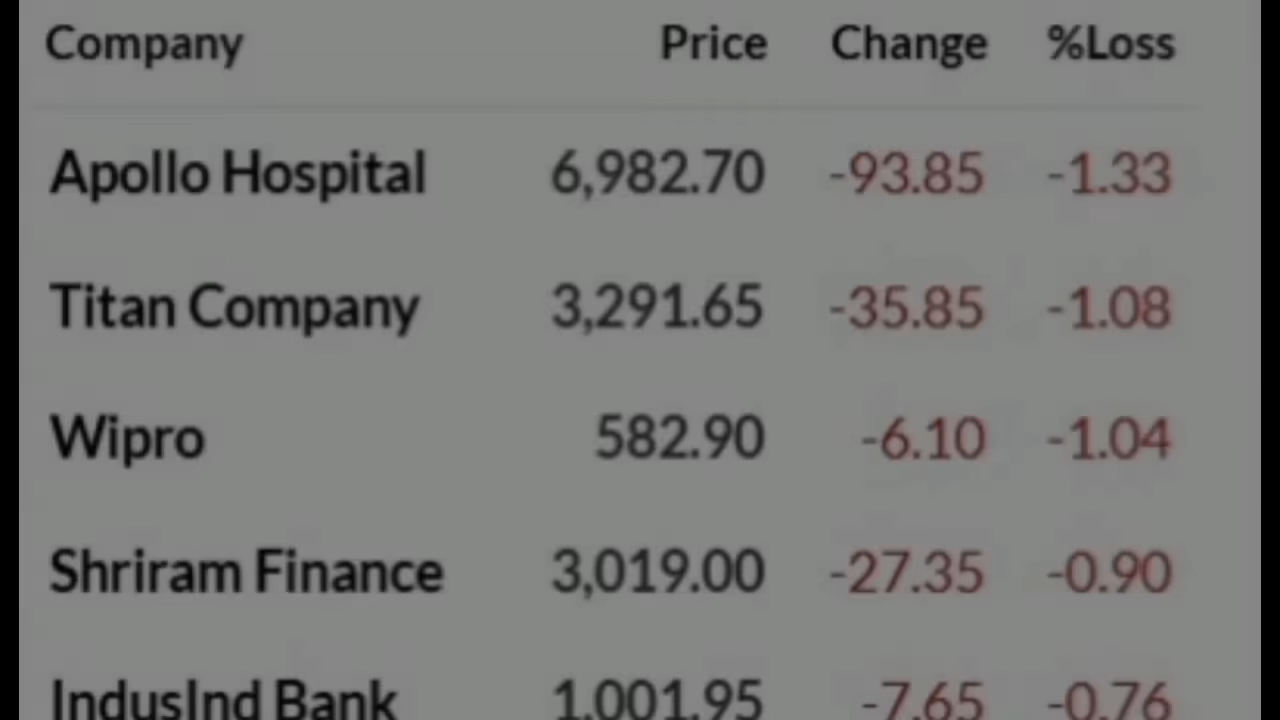 Company Price Change %Loss
Apollo Hospital 6,982.70 -93.85 -1.33
Titan Company 3,291.65 -35.85 -1.08
Wipro 582.90 -6.10 -1.04
Shriram Finance 3,019.00 -27.35 -0.90
IndusInd Bank 1,001.95 -7.65 -0.76